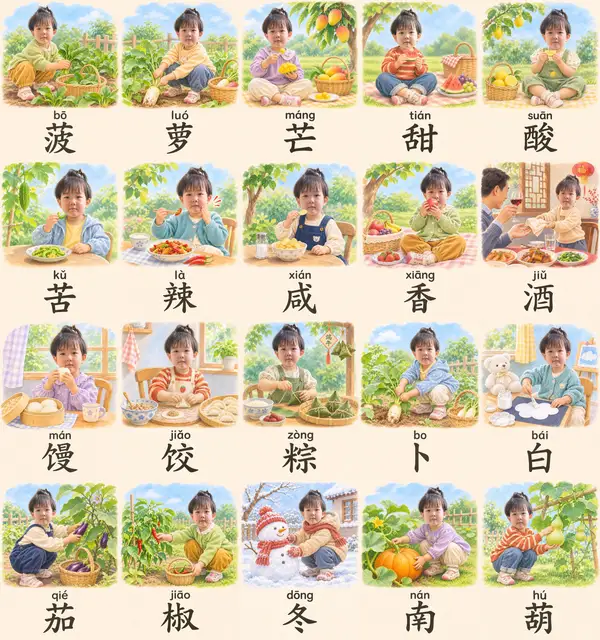 bō luó máng tián suān
菠 萝 芒 甜 酸
kǔ là xián xiāng jiǔ
苦 辣 咸 香 酒
mán jiǎo zòng bo bái
馒 饺 粽 卜 白
qié jiāo dōng nán hú
茄 椒 冬 南 葫